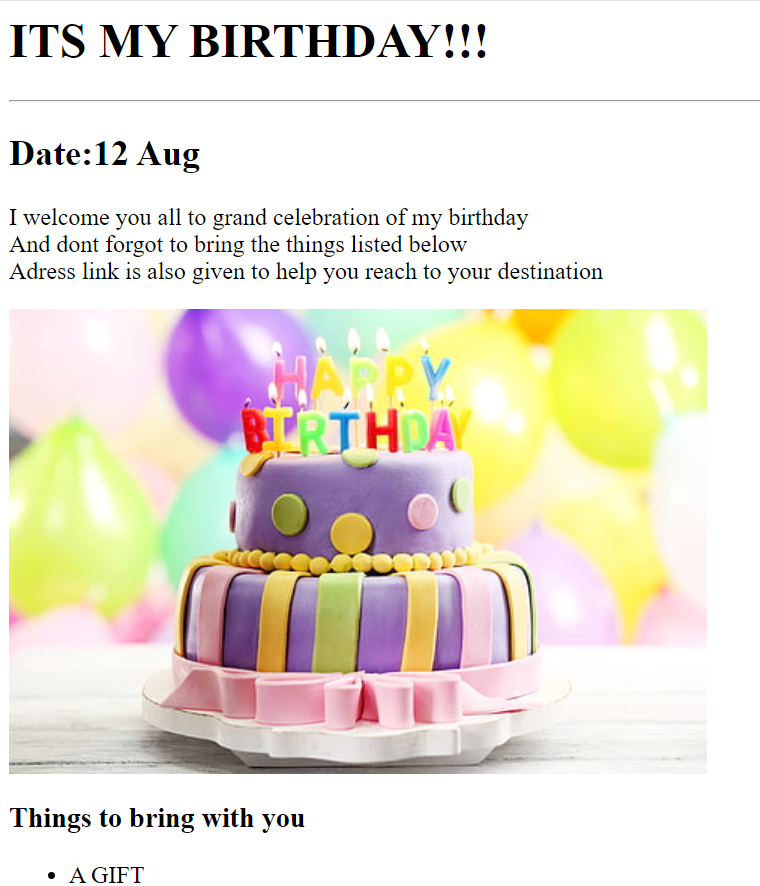 ITS MY BIRTHDAY!!!
Date:12 Aug
I welcome you all to grand celebration of my birthday
And dont forgot to bring the things listed below
Adress link is also given to help you reach to your destination
HAPPY
BIRTHDAY
Things to bring with you
• A GIFT